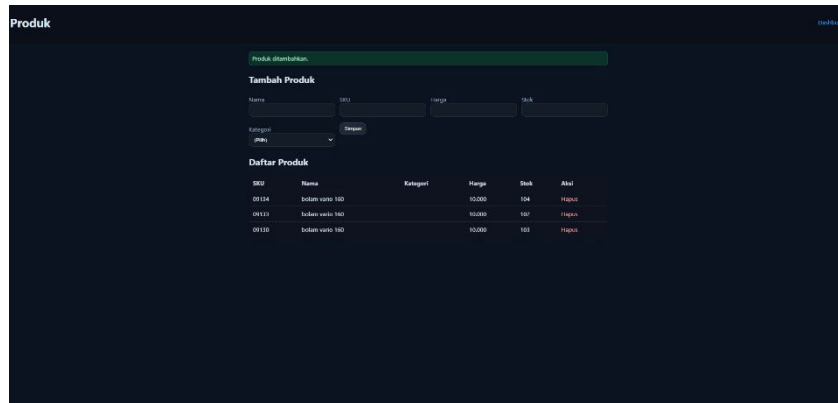 Produk
Produk ditambahkan.
Tambah Produk
Nama SKU Harga Stok
Kategori Simpan
(Pilih)
Daftar Produk
SKU Nama Kategori Harga Stok Aksi
09134 bolam vario 160 10.000 104 Hapus
09133 bolam vario 160 10.000 102 Hapus
09130 bolam vario 160 10.000 103 Hapus